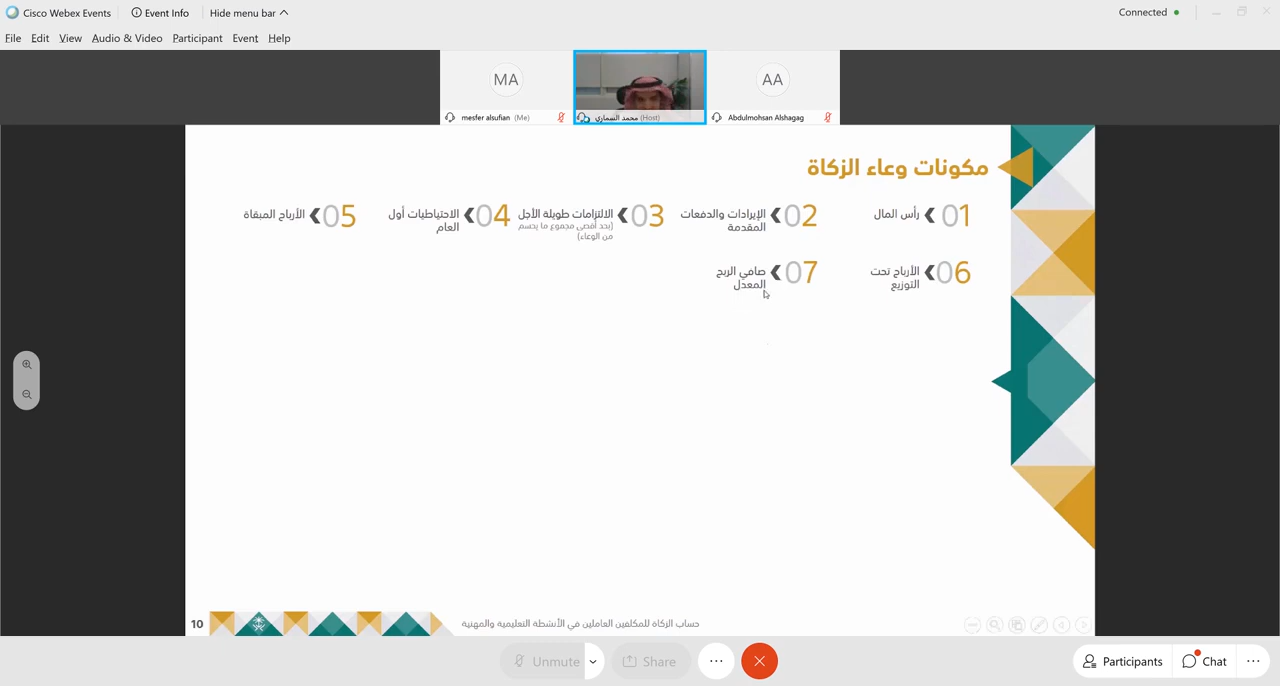 Cisco Webex Events
Event Info
Hide menu bar
Connected
File Edit View Audio & Video Participant Event Help
MA
mesfer alsufian (Me)
محمد السماري (Host)
AA
Abdulmohsan Alshagag
مكونات وعاء الزكاة
01 رأس المال
02 الإيرادات والدفعات
المقدمة
03 الالتزامات طويلة الأجل
(بحد أقصى مجموع ما يحسم
من الوعاء)
04 الاحتياطيات أول
العام
05 الأرباح المبقاة
06 الأرباح تحت
التوزيع
07 صافي الربح
المعدل
حساب الزكاة للمكلفين العاملين في الأنشطة التعليمية والمهنية
10
Unmute
Share
Participants
Chat